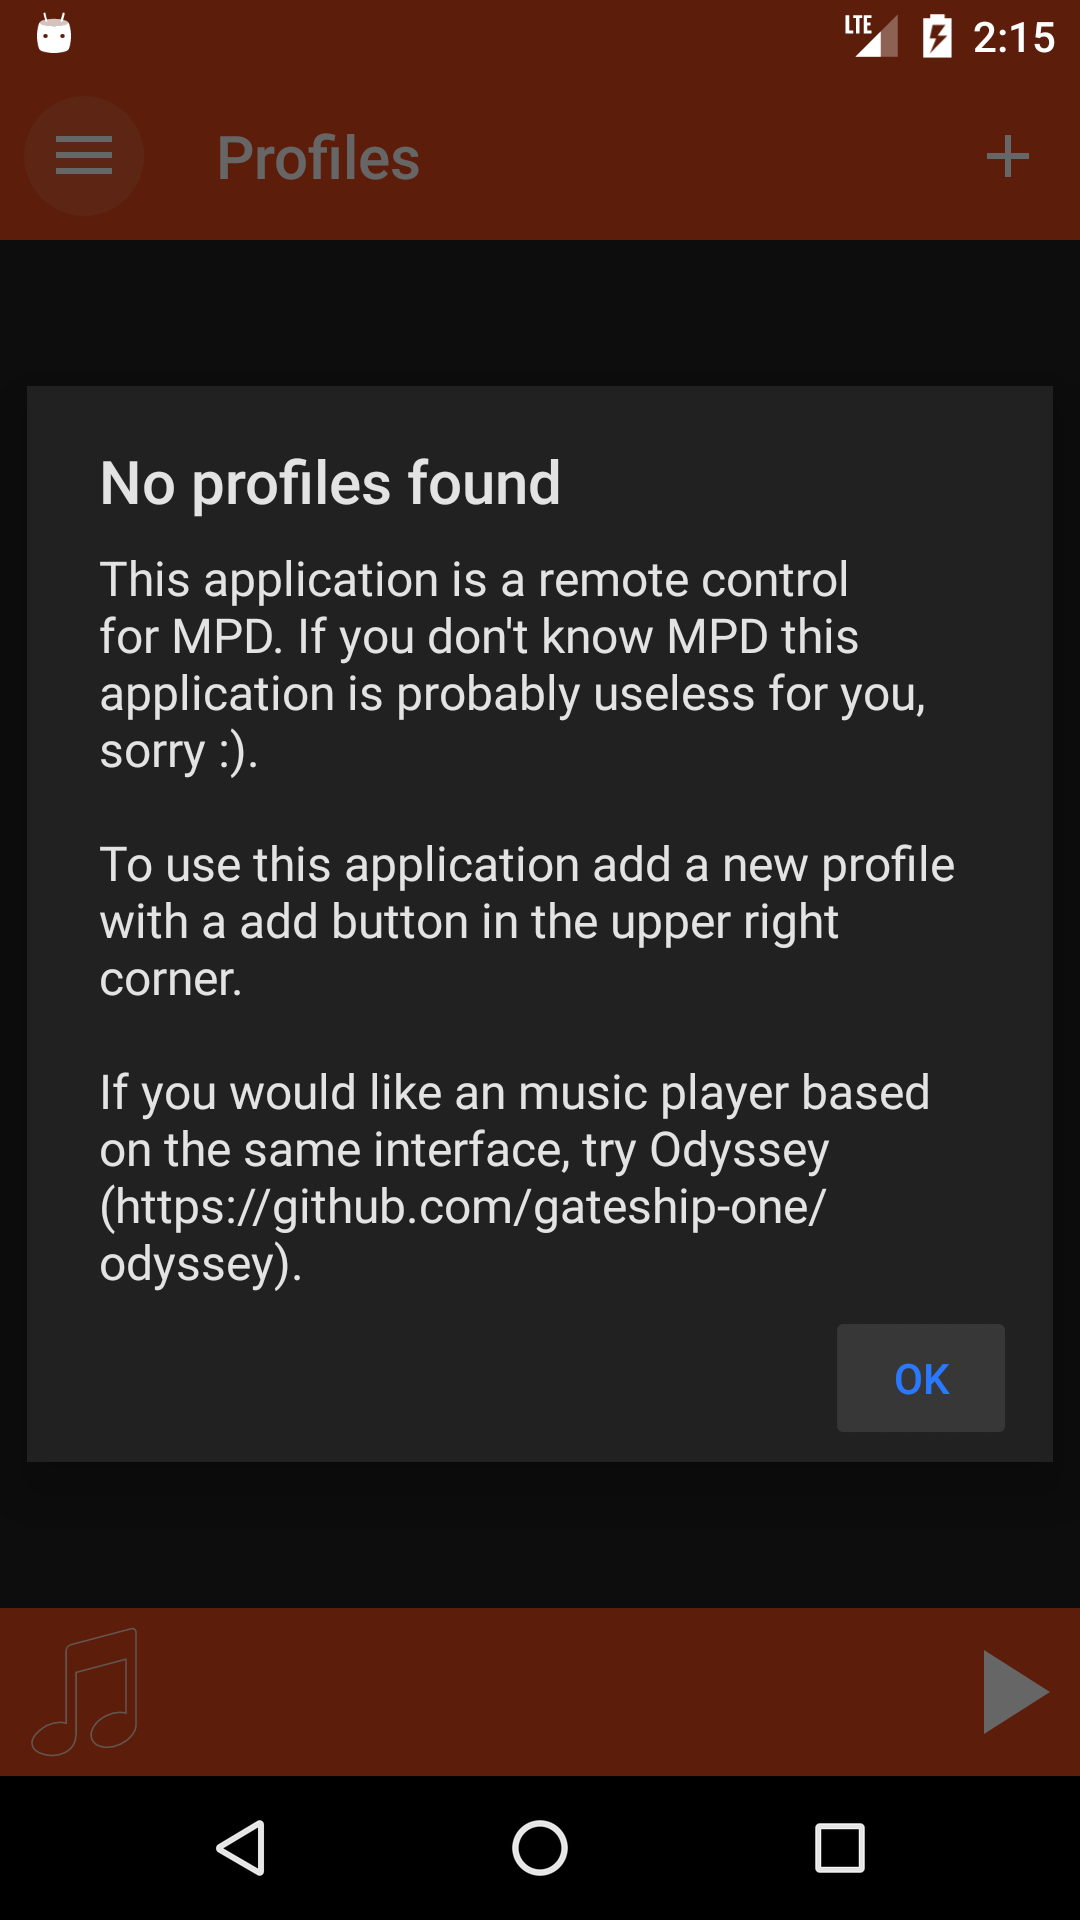 LTE 2:15
Profiles
No profiles found
This application is a remote control
for MPD. If you don't know MPD this
application is probably useless for you,
sorry :).
To use this application add a new profile
with a add button in the upper right
corner.
If you would like an music player based
on the same interface, try Odyssey
(https://github.com/gateship-one/
odyssey).
OK